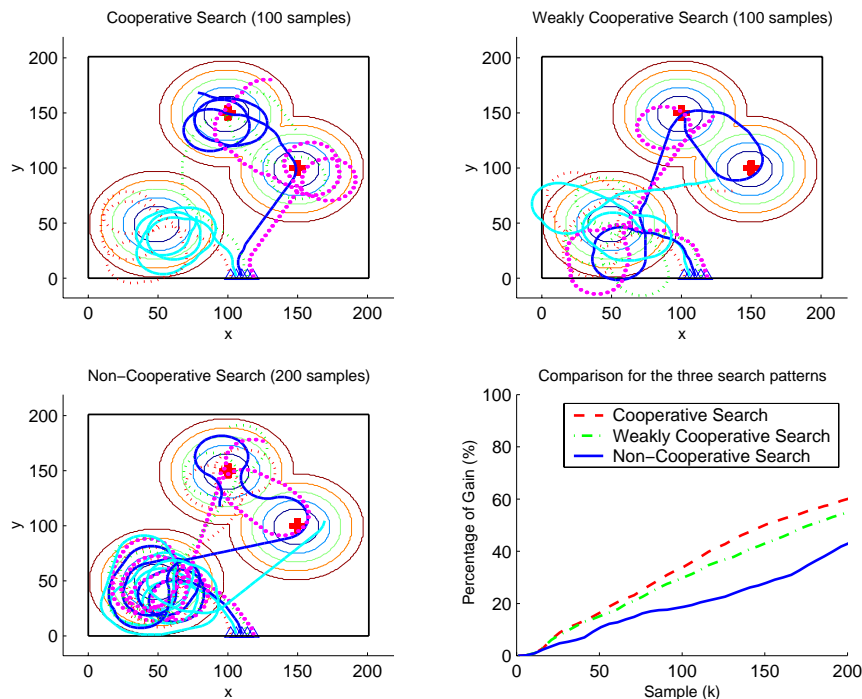 Cooperative Search (100 samples)
200
150
100
50
0
y
0 50 100 150 200
x
Weakly Cooperative Search (100 samples)
200
150
100
50
0
y
0 50 100 150 200
x
Non−Cooperative Search (200 samples)
200
150
100
50
0
y
0 50 100 150 200
x
Comparison for the three search patterns
100
80
60
40
20
0
Percentage of Gain (%)
Cooperative Search
Weakly Cooperative Search
Non−Cooperative Search
0 50 100 150 200
Sample (k)